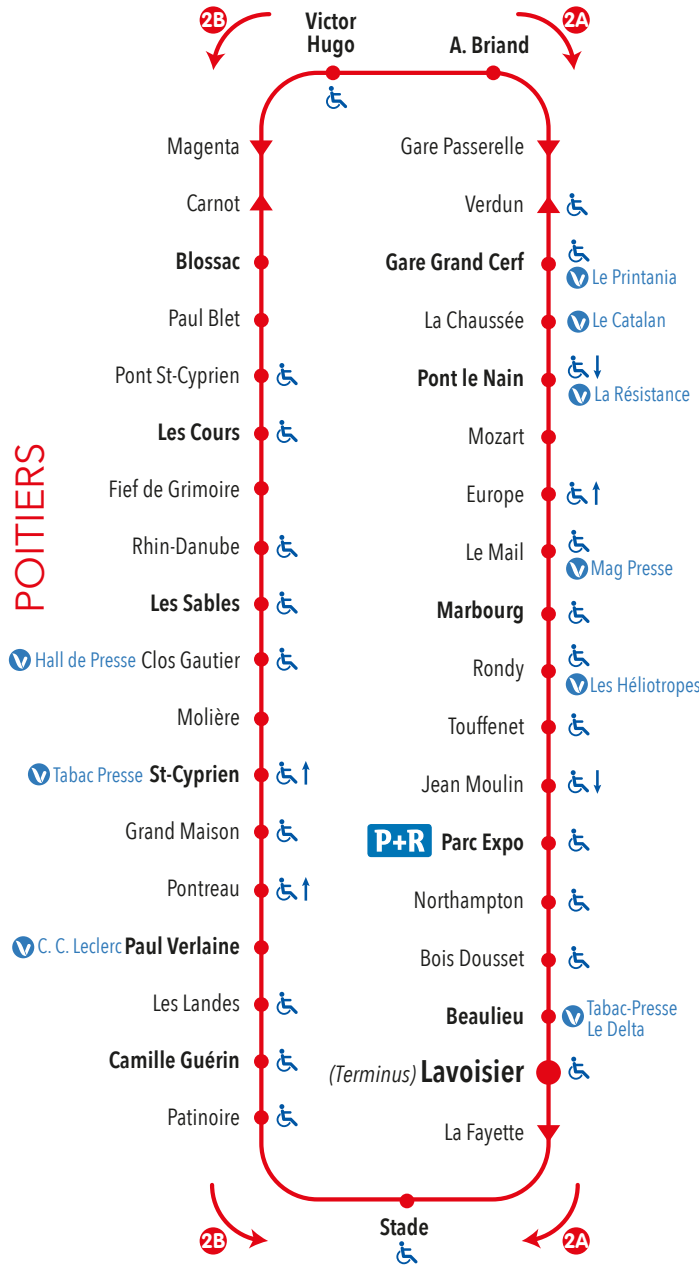 2B
Victor
Hugo
A. Briand
2A
Magenta
Carnot
Blossac
Paul Blet
Pont St-Cyprien
Les Cours
Fief de Grimoire
Rhin-Danube
Les Sables
Hall de Presse Clos Gautier
Molière
Tabac Presse St-Cyprien
Grand Maison
Pontreau
C. C. Leclerc Paul Verlaine
Les Landes
Camille Guérin
Patinoire
POITIERS
Gare Passerelle
Verdun
Gare Grand Cerf
Le Printania
La Chaussée Le Catalan
Pont le Nain
La Résistance
Mozart
Europe
Le Mail
Mag Presse
Marbourg
Rondy
Les Héliotropes
Touffenet
Jean Moulin
P+R Parc Expo
Northampton
Bois Dousset
Beaulieu Tabac-Presse
Le Delta
(Terminus) Lavoisier
La Fayette
2B
Stade
2A